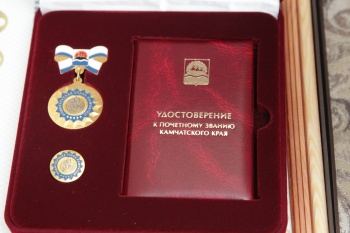 УДОСТОВЕРЕНИЕ
К ПОЧЕТНОМУ ЗВАНИЮ
КАМЧАТСКОГО КРАЯ